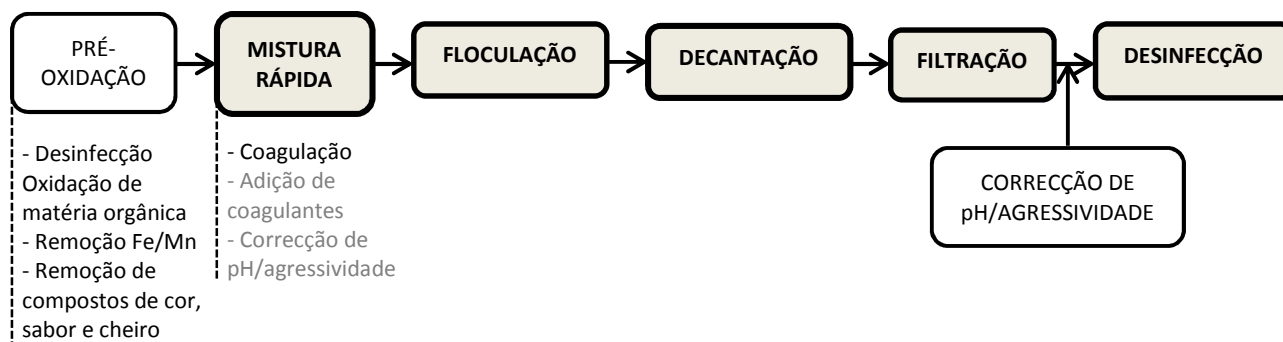 PRÉ-
OXIDAÇÃO
MISTURA
RÁPIDA
FLOCULAÇÃO
DECANTAÇÃO
FILTRAÇÃO
DESINFECÇÃO
- Desinfecção
Oxidação de
matéria orgânica
- Remoção Fe/Mn
- Remoção de
compostos de cor,
sabor e cheiro
- Coagulação
- Adição de
coagulantes
- Correcção de
pH/agressividade
CORRECÇÃO DE
pH/AGRESSIVIDADE